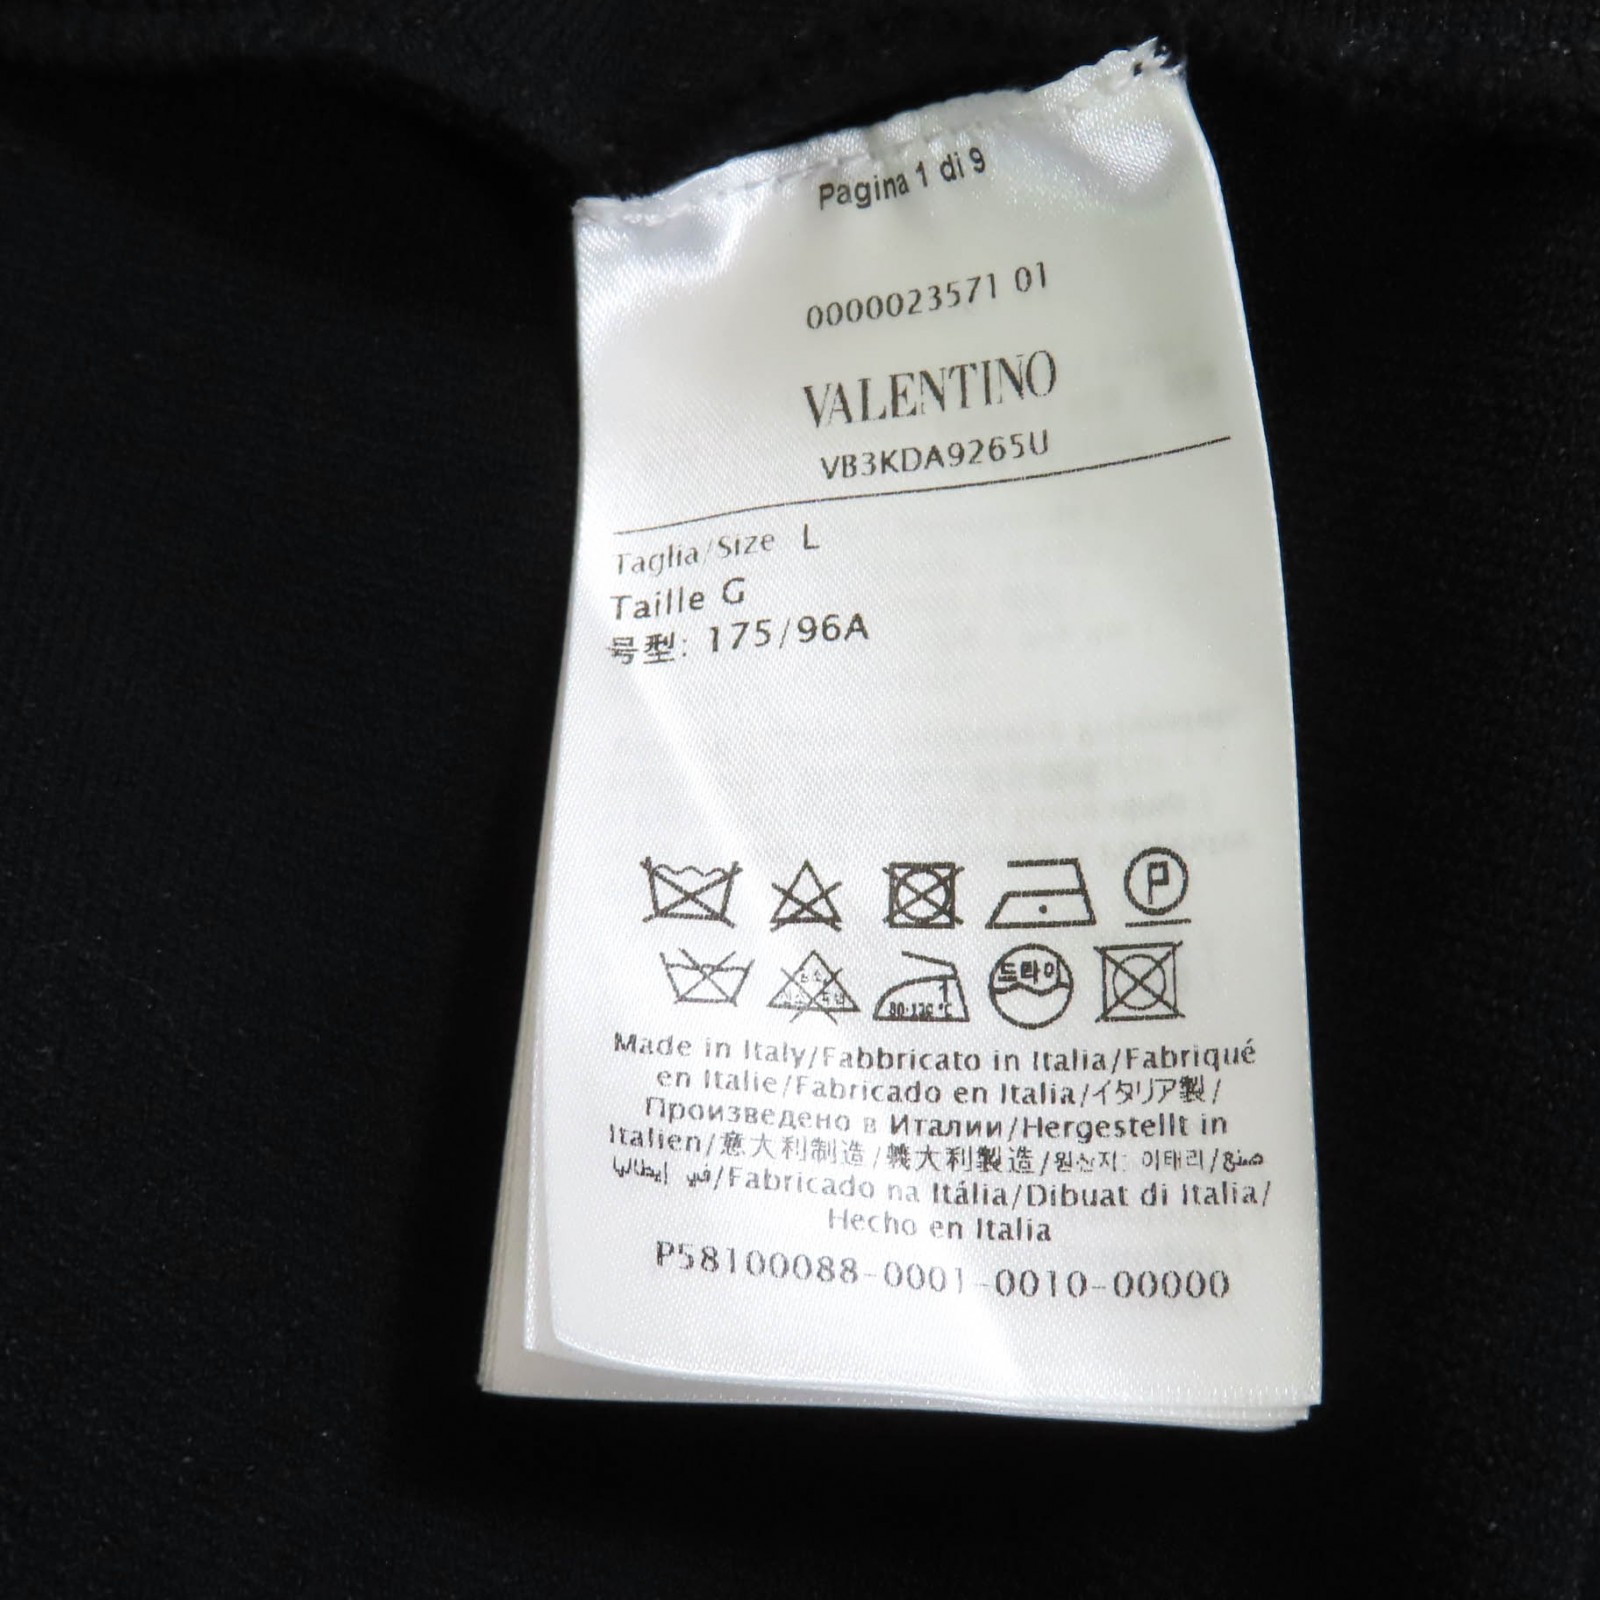 Pagina 1 di 9
0000023571 01
VALENTINO
VB3KDA9265U
Taglia/Size L
Taille G
号型: 175/96A
P
드라이
80-120℃
Made in Italy/Fabbricato in Italia/Fabriqué
en Italie/Fabricado en Italia/イタリア製/
Произведено в Италии/Hergestellt in
Italien/意大利制造/義大利製造/원산지: 이태리/صنع
في إيطاليا/Fabricado na Itália/Dibuat di Italia/
Hecho en Italia
P58100088-0001-0010-00000